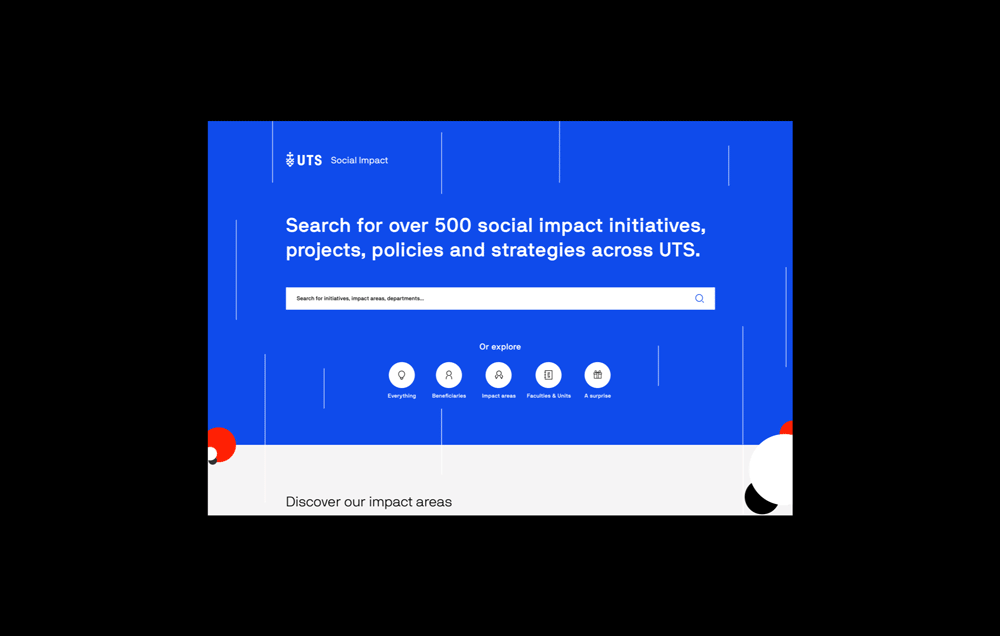 UTS Social Impact
Search for over 500 social impact initiatives,
projects, policies and strategies across UTS.
Search for initiatives, impact areas, departments...
Or explore
Everything Beneficiaries Impact areas Faculties & Units A surprise
Discover our impact areas